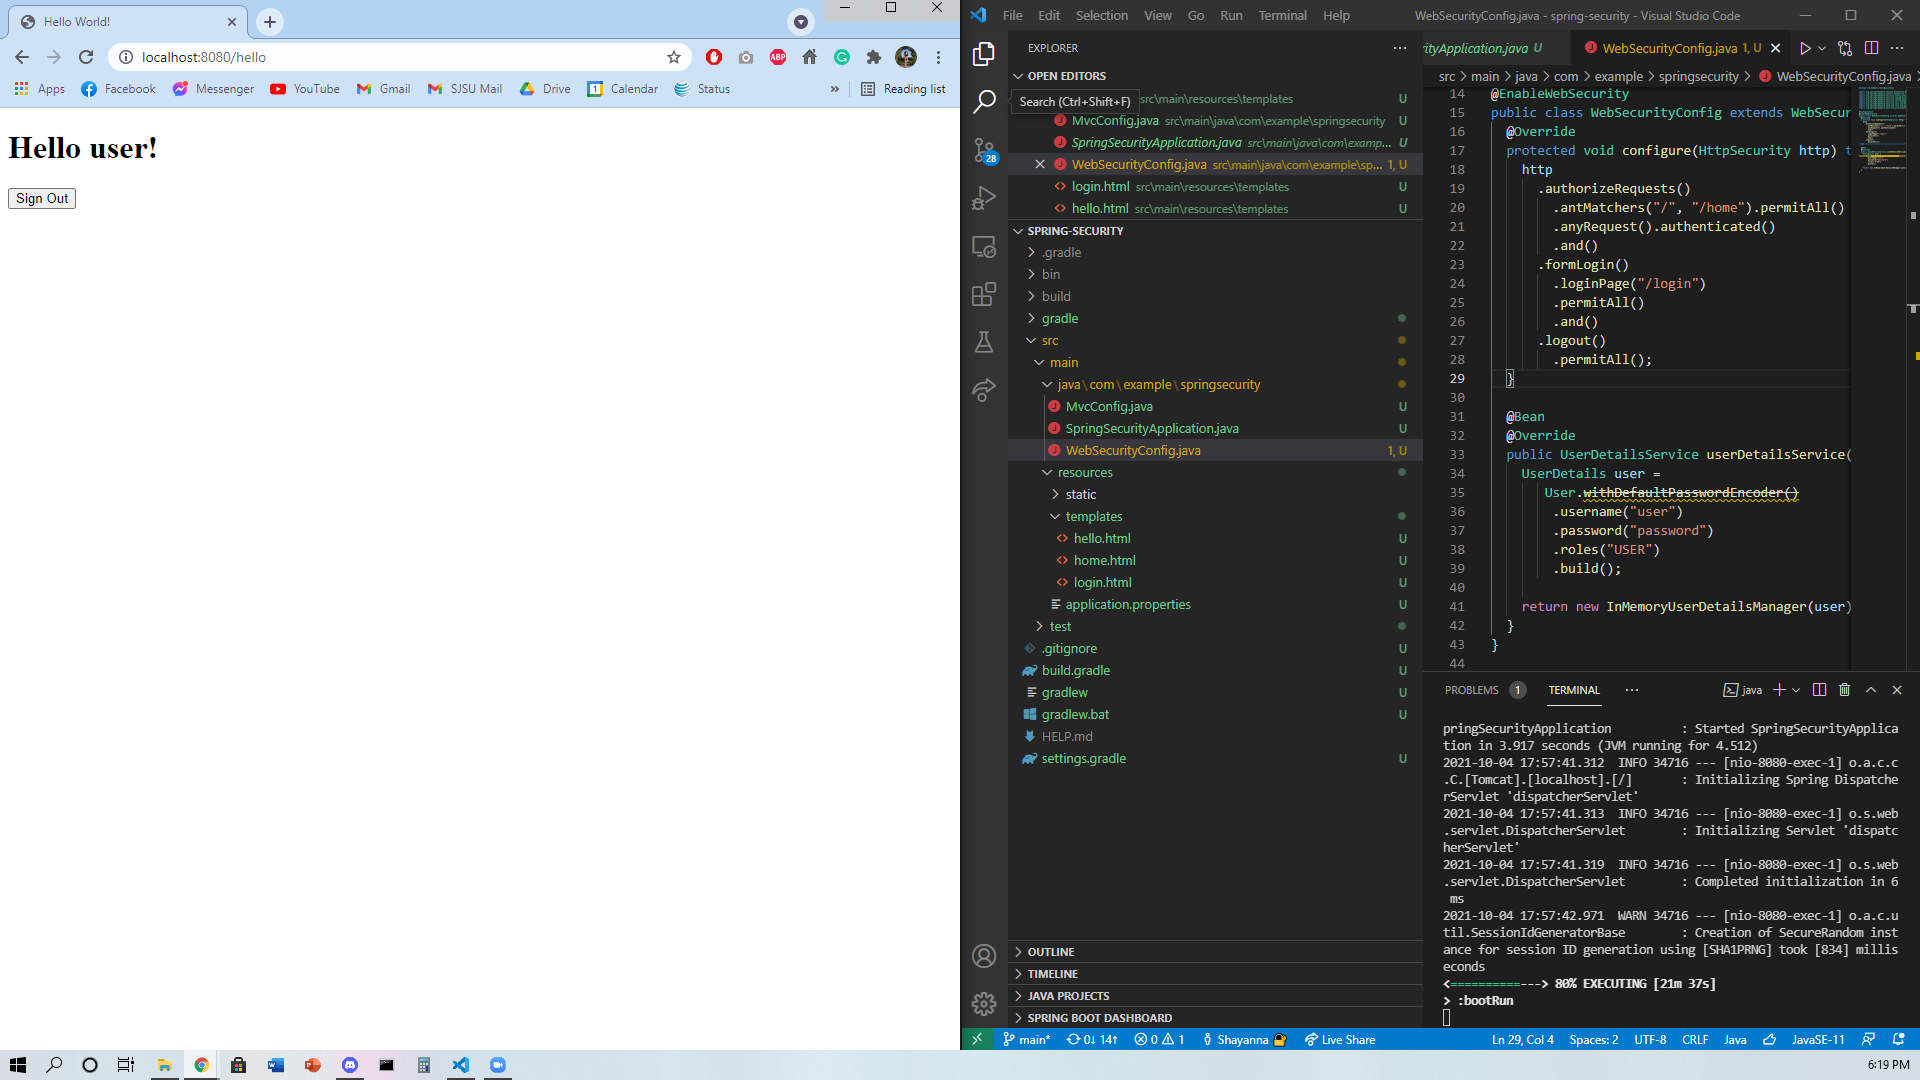 Hello World!
localhost:8080/hello
ABP
Apps
Facebook
Messenger
YouTube
Gmail
SJSU Mail
Drive
Calendar
Status
»
Reading list
Hello user!
Sign Out
File Edit Selection View Go Run Terminal Help
WebSecurityConfig.java - spring-security - Visual Studio Code
EXPLORER
OPEN EDITORS
Search (Ctrl+Shift+F)
src\main\resources\templates U
MvcConfig.java src\main\java\com\example\springsecurity U
SpringSecurityApplication.java src\main\java\com\examp... U
WebSecurityConfig.java src\main\java\com\example\sp... 1, U
login.html src\main\resources\templates U
hello.html src\main\resources\templates U
SPRING-SECURITY
.gradle
bin
build
gradle
src
main
java\com\example\springsecurity
MvcConfig.java U
SpringSecurityApplication.java U
WebSecurityConfig.java 1, U
resources
static
templates
hello.html U
home.html U
login.html U
application.properties U
test
.gitignore U
build.gradle U
gradlew U
gradlew.bat U
HELP.md
settings.gradle U
OUTLINE
TIMELINE
JAVA PROJECTS
SPRING BOOT DASHBOARD
28
rityApplication.java U
WebSecurityConfig.java 1, U
src > main > java > com > example > springsecurity > WebSecurityConfig.java >
14 @EnableWebSecurity
15 public class WebSecurityConfig extends WebSecur
16 @Override
17 protected void configure(HttpSecurity http) t
18 http
19 .authorizeRequests()
20 .antMatchers("/", "/home").permitAll()
21 .anyRequest().authenticated()
22 .and()
23 .formLogin()
24 .loginPage("/login")
25 .permitAll()
26 .and()
27 .logout()
28 .permitAll();
29 }
30
31 @Bean
32 @Override
33 public UserDetailsService userDetailsService(
34 UserDetails user =
35 User.withDefaultPasswordEncoder()
36 .username("user")
37 .password("password")
38 .roles("USER")
39 .build();
40
41 return new InMemoryUserDetailsManager(user)
42 }
43 }
44
PROBLEMS 1 TERMINAL ... java
pringSecurityApplication : Started SpringSecurityApplica
tion in 3.917 seconds (JVM running for 4.512)
2021-10-04 17:57:41.312 INFO 34716 --- [nio-8080-exec-1] o.a.c.c
.C.[Tomcat].[localhost].[/] : Initializing Spring Dispatche
rServlet 'dispatcherServlet'
2021-10-04 17:57:41.313 INFO 34716 --- [nio-8080-exec-1] o.s.web
.servlet.DispatcherServlet : Initializing Servlet 'dispatc
herServlet'
2021-10-04 17:57:41.319 INFO 34716 --- [nio-8080-exec-1] o.s.web
.servlet.DispatcherServlet : Completed initialization in 6
ms
2021-10-04 17:57:42.971 WARN 34716 --- [nio-8080-exec-1] o.a.c.u
til.SessionIdGeneratorBase : Creation of SecureRandom inst
ance for session ID generation using [SHA1PRNG] took [834] millis
econds
<==========---> 80% EXECUTING [21m 37s]
> :bootRun
main* 0↓ 14↑ 0 1 Shayanna Live Share
Ln 29, Col 4 Spaces: 2 UTF-8 CRLF Java JavaSE-11
6:19 PM